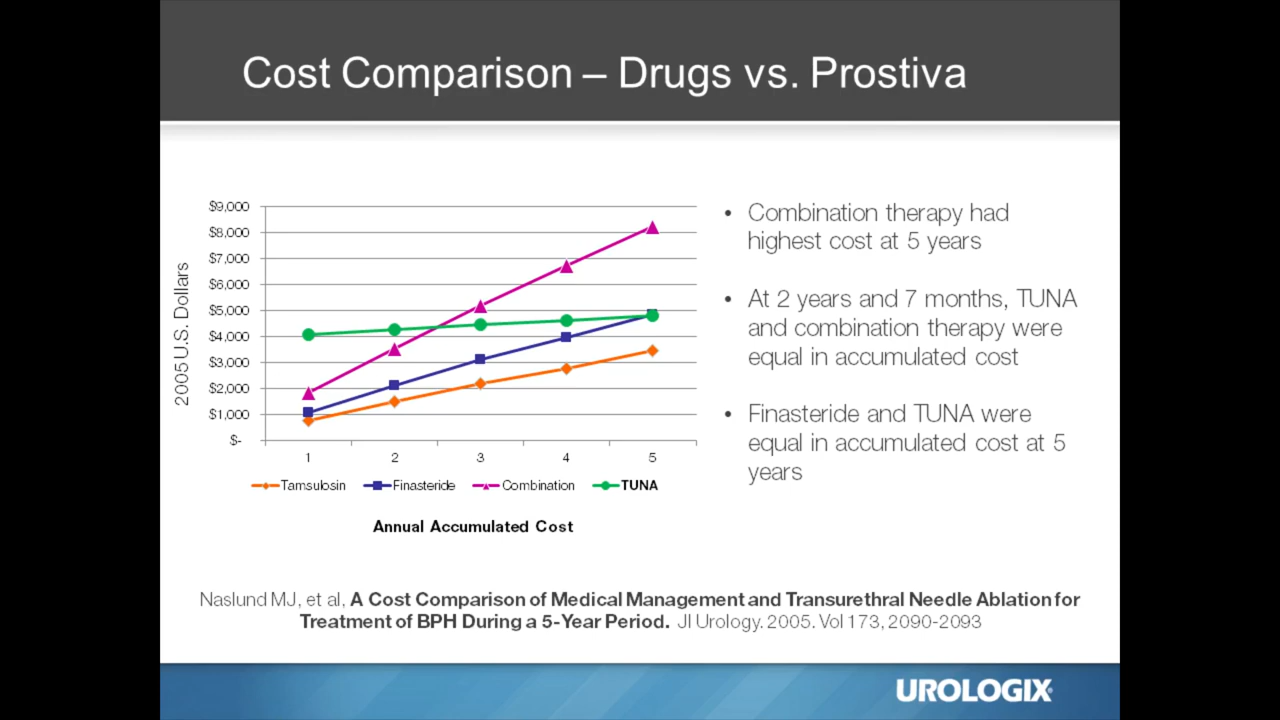 Cost Comparison – Drugs vs. Prostiva
2005 U.S. Dollars
$9,000
$8,000
$7,000
$6,000
$5,000
$4,000
$3,000
$2,000
$1,000
$-
1 2 3 4 5
Tamsulosin Finasteride Combination TUNA
Annual Accumulated Cost
• Combination therapy had
highest cost at 5 years
• At 2 years and 7 months, TUNA
and combination therapy were
equal in accumulated cost
• Finasteride and TUNA were
equal in accumulated cost at 5
years
Naslund MJ, et al, A Cost Comparison of Medical Management and Transurethral Needle Ablation for
Treatment of BPH During a 5-Year Period. Jl Urology. 2005. Vol 173, 2090-2093
UROLOGIX